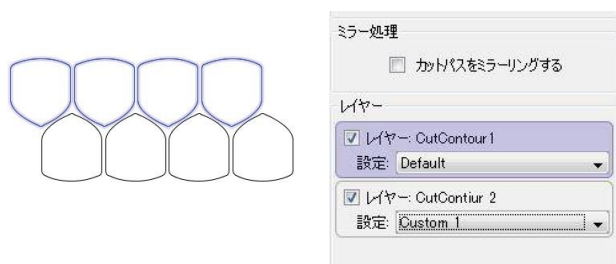 ミラー処理
カットパスをミラーリングする
レイヤー
レイヤー: CutContour1
設定: Default
レイヤー: CutContiur 2
設定: Custom 1